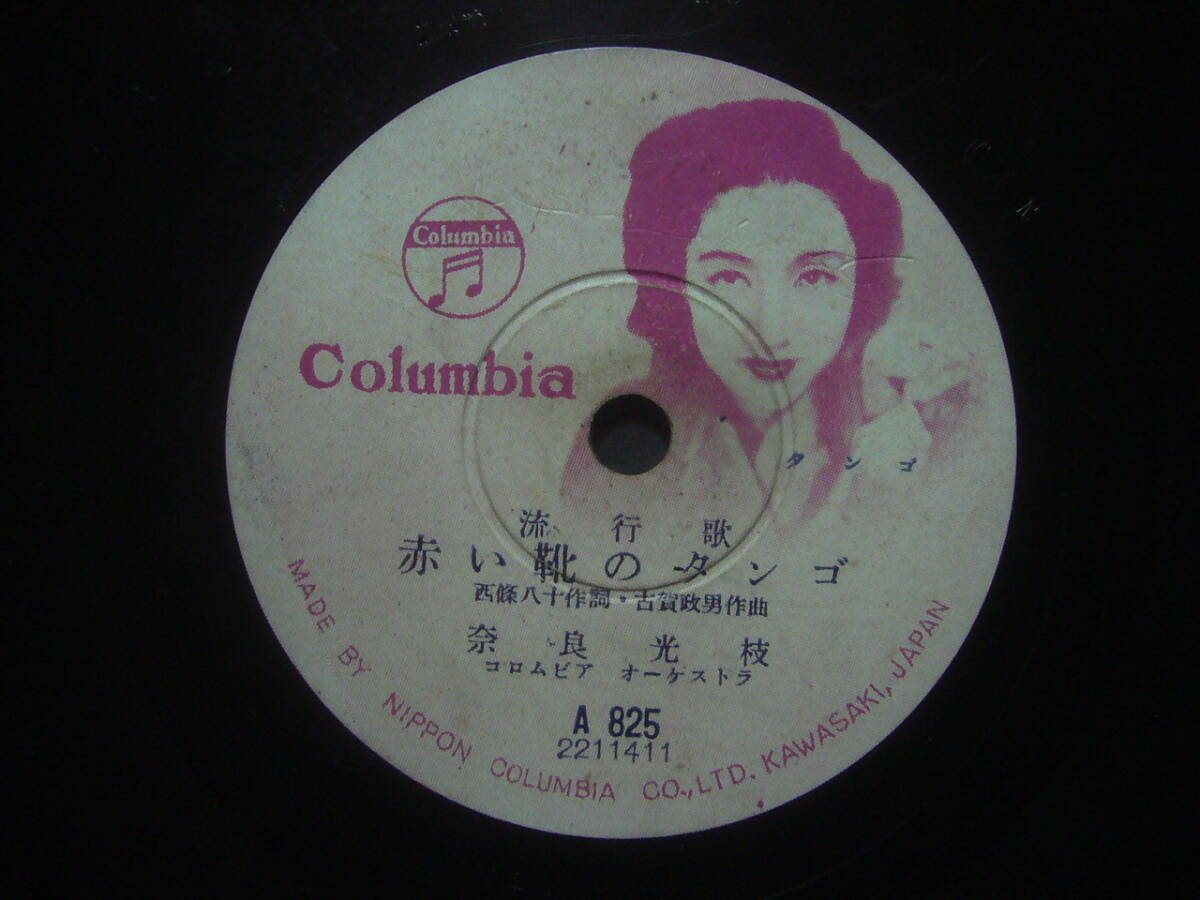 Columbia
Columbia
タンゴ
流行歌
赤い靴のタンゴ
西條八十作詞・古賀政男作曲
奈良光枝
コロムビア オーケストラ
A 825
2211411
MADE BY NIPPON COLUMBIA CO.,LTD. KAWASAKI, JAPAN